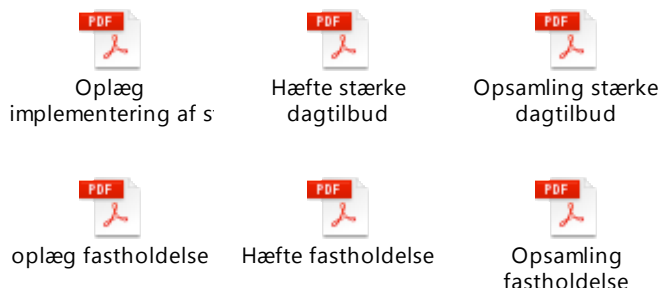 PDF
PDF
PDF
Oplæg
implementering af s
Hæfte stærke
dagtilbud
Opsamling stærke
dagtilbud
PDF
PDF
PDF
oplæg fastholdelse
Hæfte fastholdelse
Opsamling
fastholdelse